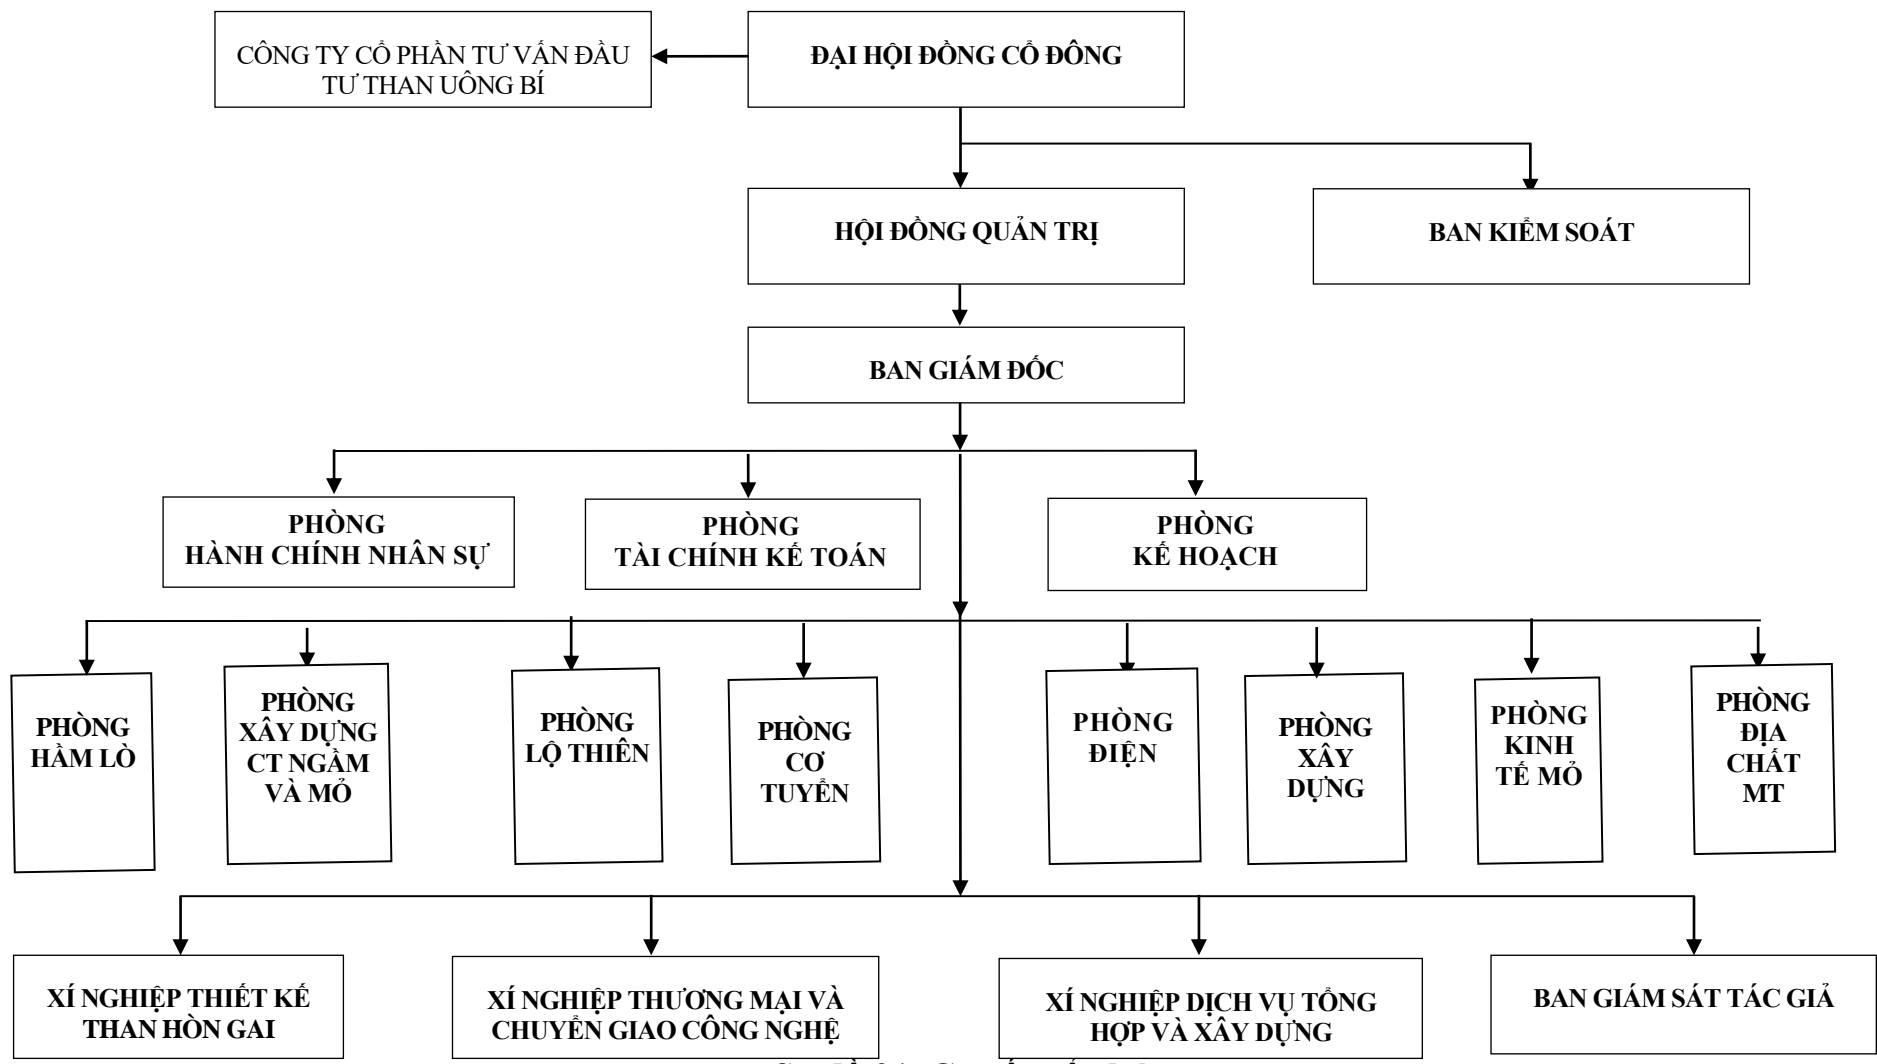 CÔNG TY CỔ PHẦN TƯ VẤN ĐẦU
TƯ THAN UÔNG BÍ
ĐẠI HỘI ĐỒNG CỔ ĐÔNG
HỘI ĐỒNG QUẢN TRỊ
BAN KIỂM SOÁT
BAN GIÁM ĐỐC
PHÒNG
HÀNH CHÍNH NHÂN SỰ
PHÒNG
TÀI CHÍNH KẾ TOÁN
PHÒNG
KẾ HOẠCH
PHÒNG
HẦM LÒ
PHÒNG
XÂY DỰNG
CT NGẦM
VÀ MỎ
PHÒNG
LỘ THIÊN
PHÒNG
CƠ
TUYỂN
PHÒNG
ĐIỆN
PHÒNG
XÂY
DỰNG
PHÒNG
KINH
TẾ MỎ
PHÒNG
ĐỊA
CHẤT
MT
XÍ NGHIỆP THIẾT KẾ
THAN HÒN GAI
XÍ NGHIỆP THƯƠNG MẠI VÀ
CHUYỂN GIAO CÔNG NGHỆ
XÍ NGHIỆP DỊCH VỤ TỔNG
HỢP VÀ XÂY DỰNG
BAN GIÁM SÁT TÁC GIẢ